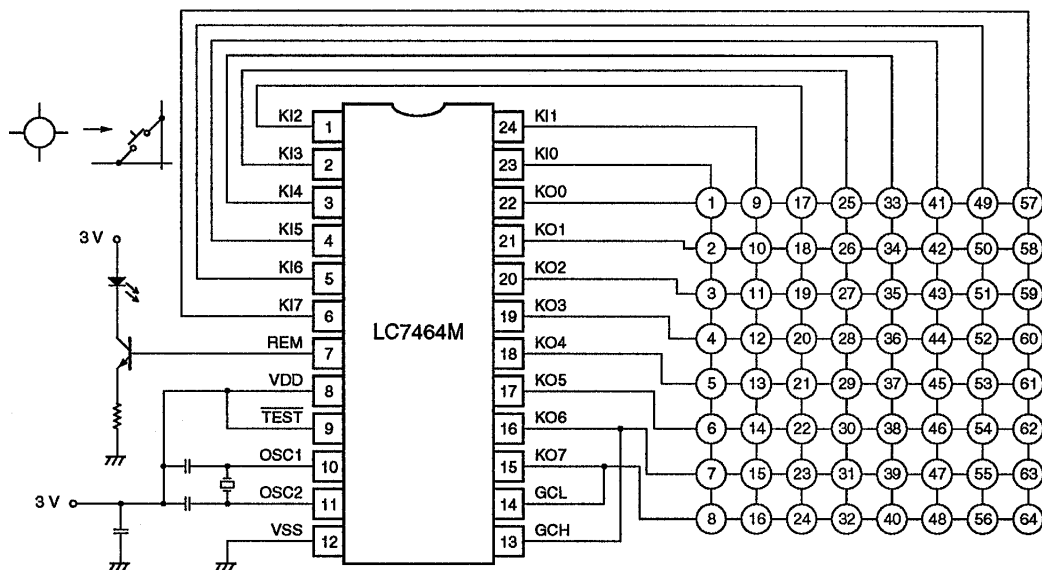 KI2 1 24 KI1
KI3 2 23 KI0
KI4 3 22 KO0 1 9 17 25 33 41 49 57
3 V KI5 4 21 KO1 2 10 18 26 34 42 50 58
KI6 5 20 KO2 3 11 19 27 35 43 51 59
KI7 6 LC7464M 19 KO3 4 12 20 28 36 44 52 60
REM 7 18 KO4 5 13 21 29 37 45 53 61
VDD 8 17 KO5 6 14 22 30 38 46 54 62
TEST 9 16 KO6 7 15 23 31 39 47 55 63
OSC1 10 15 KO7 8 16 24 32 40 48 56 64
3 V OSC2 11 14 GCL
VSS 12 13 GCH